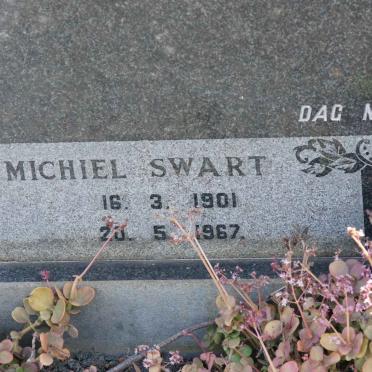 DAG
MICHIEL SWART
16. 3. 1901
20. 5. 1967.